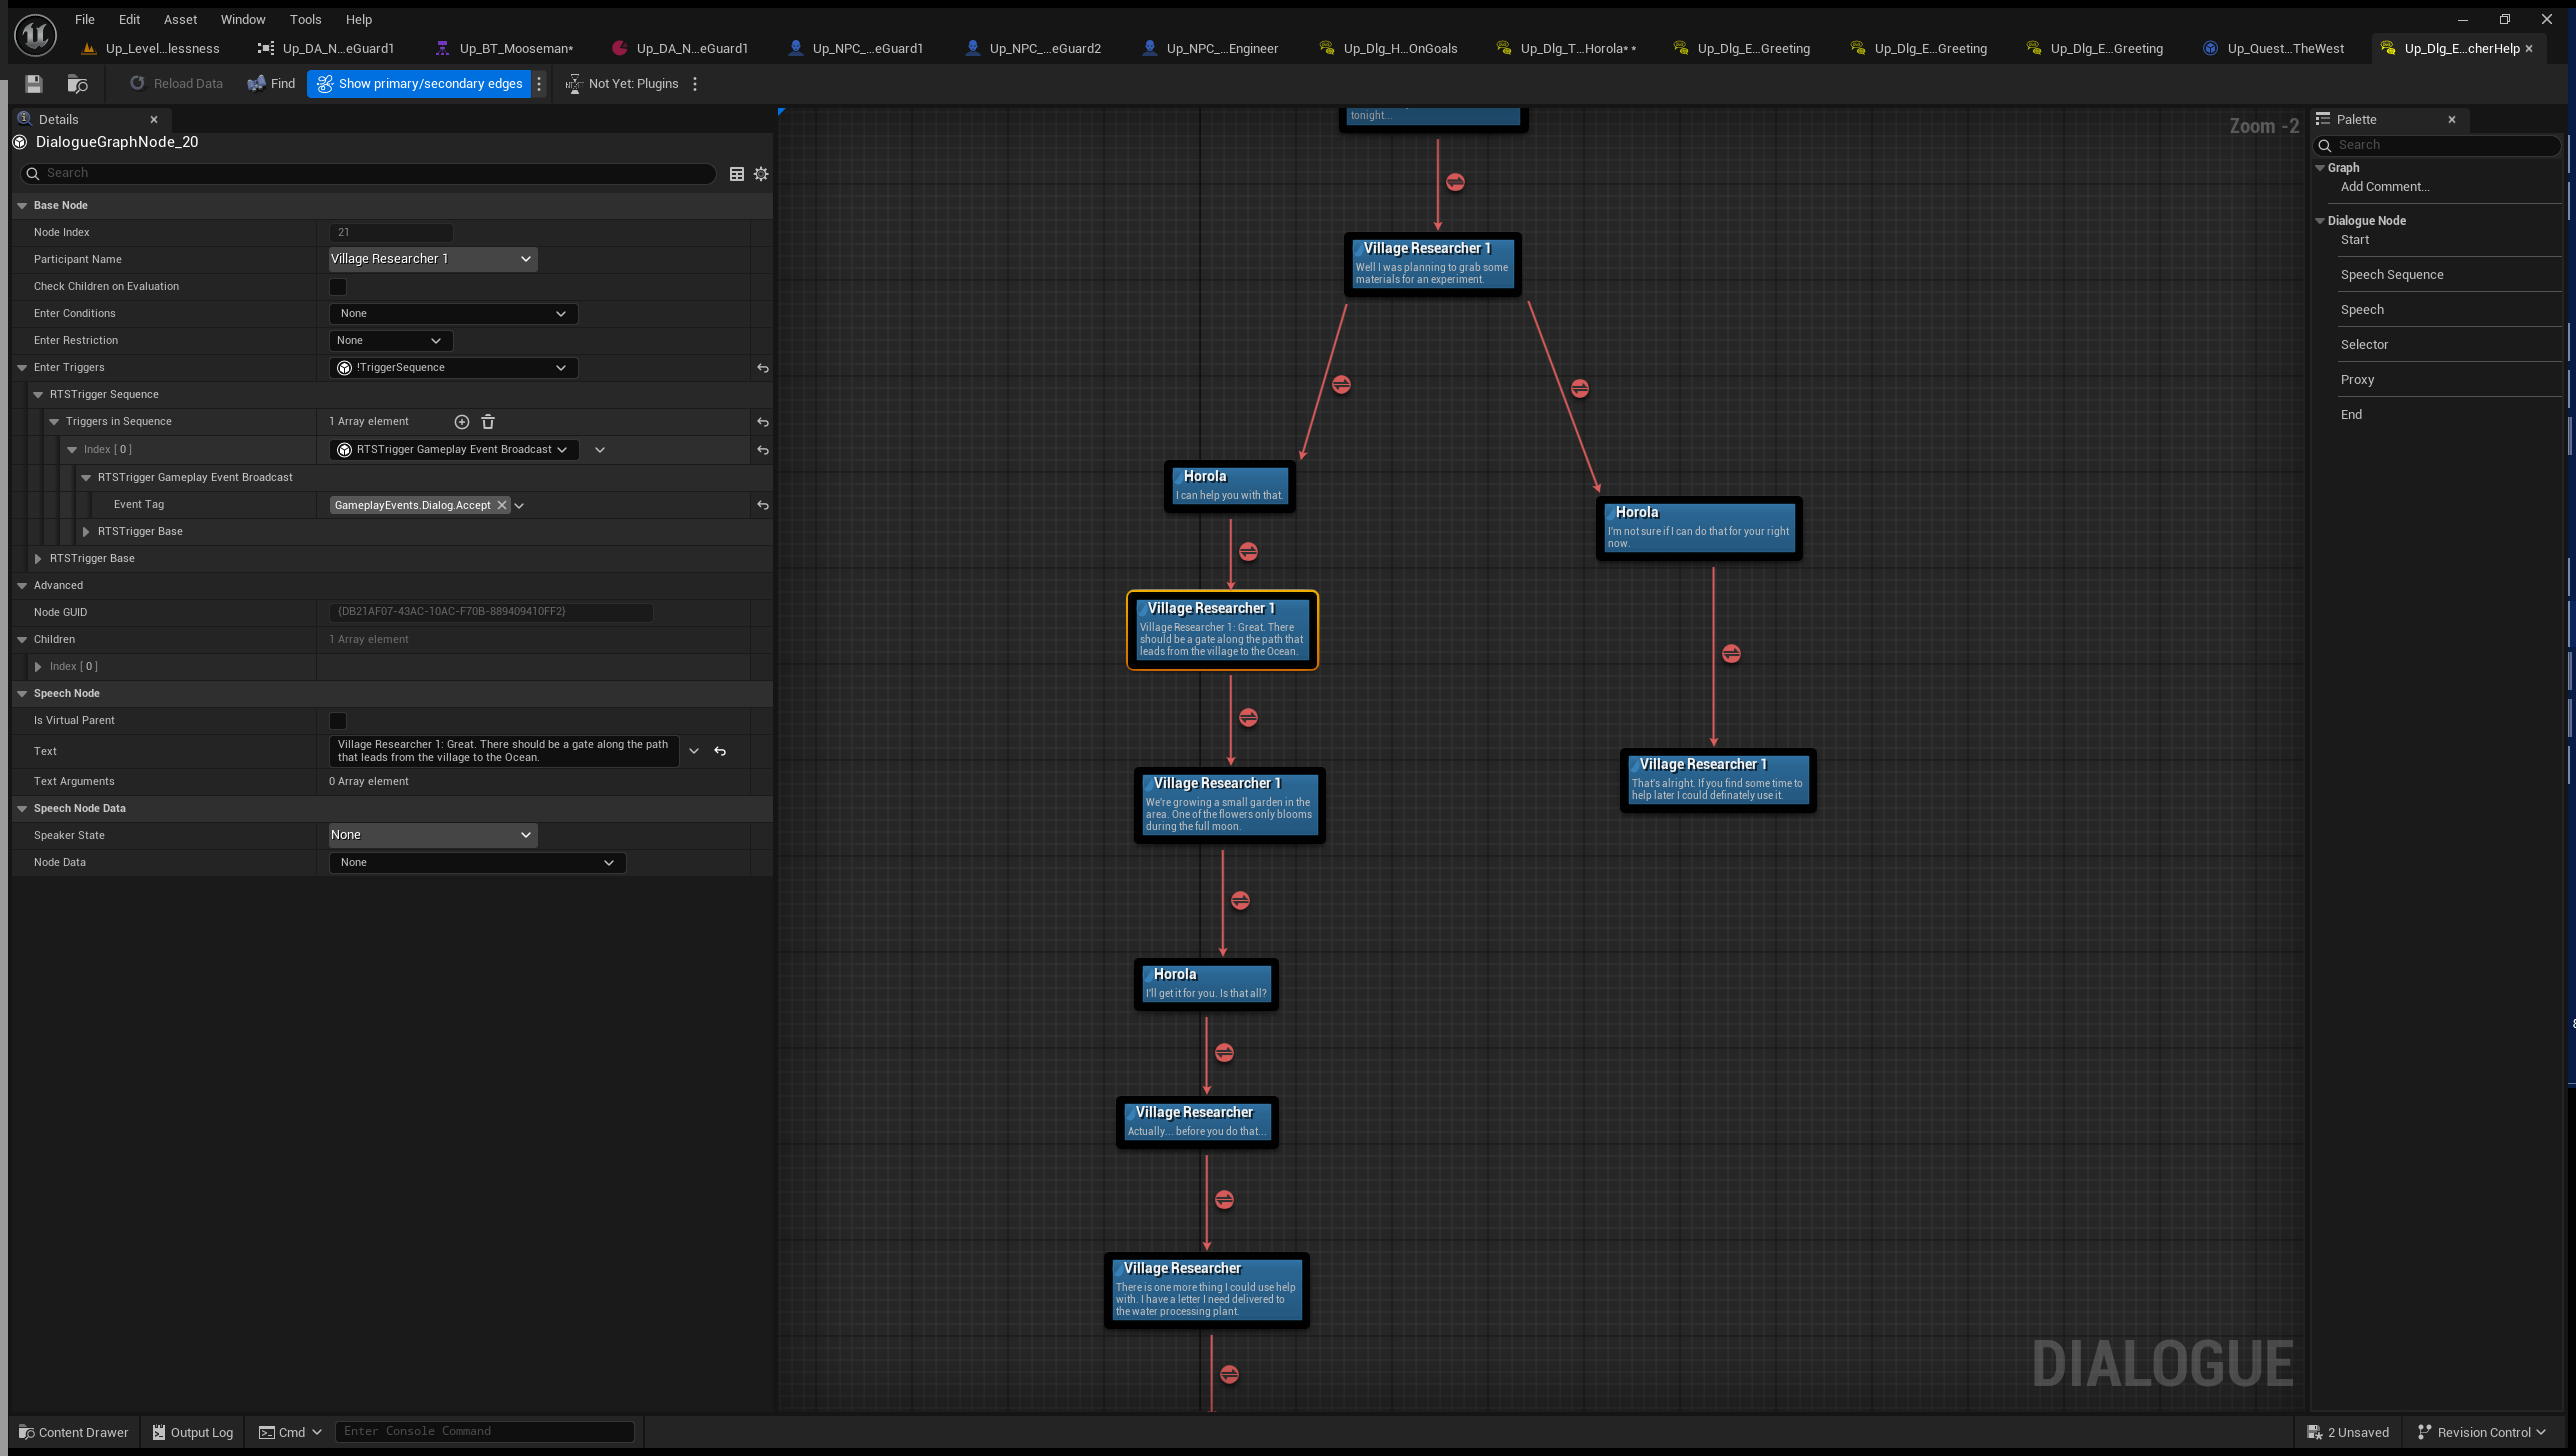 File Edit Asset Window Tools Help
Up_Level...lessness Up_DA_N...eGuard1 Up_BT_Mooseman* Up_DA_N...eGuard1 Up_NPC_...eGuard1 Up_NPC_...eGuard2 Up_NPC_...Engineer Up_Dlg_H...OnGoals Up_Dlg_T...Horola* * Up_Dlg_E...Greeting Up_Dlg_E...Greeting Up_Dlg_E...Greeting Up_Quest...TheWest Up_Dlg_E...cherHelp
Reload Data Find Show primary/secondary edges Not Yet: Plugins
Details
DialogueGraphNode_20
Search
Base Node
Node Index 21
Participant Name Village Researcher 1
Check Children on Evaluation
Enter Conditions None
Enter Restriction None
Enter Triggers !TriggerSequence
RTSTrigger Sequence
Triggers in Sequence 1 Array element
Index [ 0 ] RTSTrigger Gameplay Event Broadcast
RTSTrigger Gameplay Event Broadcast
Event Tag GameplayEvents.Dialog.Accept
RTSTrigger Base
RTSTrigger Base
Advanced
Node GUID {DB21AF07-43AC-10AC-F70B-889409410FF2}
Children 1 Array element
Index [ 0 ]
Speech Node
Is Virtual Parent
Text Village Researcher 1: Great. There should be a gate along the path
that leads from the village to the Ocean.
Text Arguments 0 Array element
Speech Node Data
Speaker State None
Node Data None
Zoom -2
tonight...
Village Researcher 1
Well I was planning to grab some
materials for an experiment.
Horola
I can help you with that.
Horola
I'm not sure if I can do that for your right
now.
Village Researcher 1
Village Researcher 1: Great. There
should be a gate along the path that
leads from the village to the Ocean.
Village Researcher 1
That's alright. If you find some time to
help later I could definately use it.
Village Researcher 1
We're growing a small garden in the
area. One of the flowers only blooms
during the full moon.
Horola
I'll get it for you. Is that all?
Village Researcher
Actually... before you do that...
Village Researcher
There is one more thing I could use help
with. I have a letter I need delivered to
the water processing plant.
DIALOGUE
Palette
Search
Graph
Add Comment...
Dialogue Node
Start
Speech Sequence
Speech
Selector
Proxy
End
Content Drawer Output Log Cmd Enter Console Command 2 Unsaved Revision Control